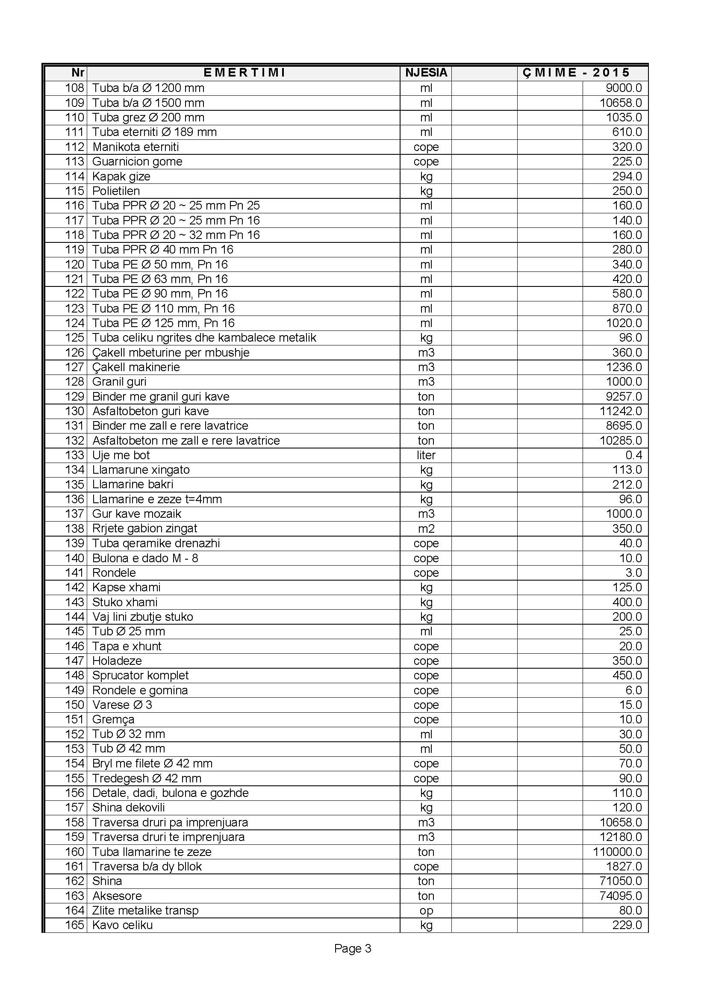 Nr E M E R T I M I NJESIA Ç M I M E - 2 0 1 5
108 Tuba b/a Ø 1200 mm ml 9000.0
109 Tuba b/a Ø 1500 mm ml 10658.0
110 Tuba grez Ø 200 mm ml 1035.0
111 Tuba eterniti Ø 189 mm ml 610.0
112 Manikota eterniti cope 320.0
113 Guarnicion gome cope 225.0
114 Kapak gize kg 294.0
115 Polietilen kg 250.0
116 Tuba PPR Ø 20 ~ 25 mm Pn 25 ml 160.0
117 Tuba PPR Ø 20 ~ 25 mm Pn 16 ml 140.0
118 Tuba PPR Ø 20 ~ 32 mm Pn 16 ml 160.0
119 Tuba PPR Ø 40 mm Pn 16 ml 280.0
120 Tuba PE Ø 50 mm, Pn 16 ml 340.0
121 Tuba PE Ø 63 mm, Pn 16 ml 420.0
122 Tuba PE Ø 90 mm, Pn 16 ml 580.0
123 Tuba PE Ø 110 mm, Pn 16 ml 870.0
124 Tuba PE Ø 125 mm, Pn 16 ml 1020.0
125 Tuba celiku ngrites dhe kambalece metalik kg 96.0
126 Çakell mbeturine per mbushje m3 360.0
127 Çakell makinerie m3 1236.0
128 Granil guri m3 1000.0
129 Binder me granil guri kave ton 9257.0
130 Asfaltobeton guri kave ton 11242.0
131 Binder me zall e rere lavatrice ton 8695.0
132 Asfaltobeton me zall e rere lavatrice ton 10285.0
133 Uje me bot liter 0.4
134 Llamarune xingato kg 113.0
135 Llamarine bakri kg 212.0
136 Llamarine e zeze t=4mm kg 96.0
137 Gur kave mozaik m3 1000.0
138 Rrjete gabion zingat m2 350.0
139 Tuba qeramike drenazhi cope 40.0
140 Bulona e dado M - 8 cope 10.0
141 Rondele cope 3.0
142 Kapse xhami kg 125.0
143 Stuko xhami kg 400.0
144 Vaj lini zbutje stuko kg 200.0
145 Tub Ø 25 mm ml 25.0
146 Tapa e xhunt cope 20.0
147 Holadeze cope 350.0
148 Sprucator komplet cope 450.0
149 Rondele e gomina cope 6.0
150 Varese Ø 3 cope 15.0
151 Gremça cope 10.0
152 Tub Ø 32 mm ml 30.0
153 Tub Ø 42 mm ml 50.0
154 Bryl me filete Ø 42 mm cope 70.0
155 Tredegesh Ø 42 mm cope 90.0
156 Detale, dadi, bulona e gozhde kg 110.0
157 Shina dekovili kg 120.0
158 Traversa druri pa imprenjuara m3 10658.0
159 Traversa druri te imprenjuara m3 12180.0
160 Tuba llamarine te zeze ton 110000.0
161 Traversa b/a dy bllok cope 1827.0
162 Shina ton 71050.0
163 Aksesore ton 74095.0
164 Zlite metalike transp op 80.0
165 Kavo celiku kg 229.0
Page 3